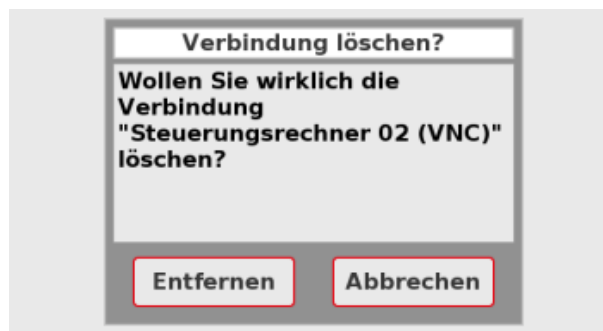 Verbindung löschen?
Wollen Sie wirklich die
Verbindung
"Steuerungsrechner 02 (VNC)"
löschen?
Entfernen Abbrechen